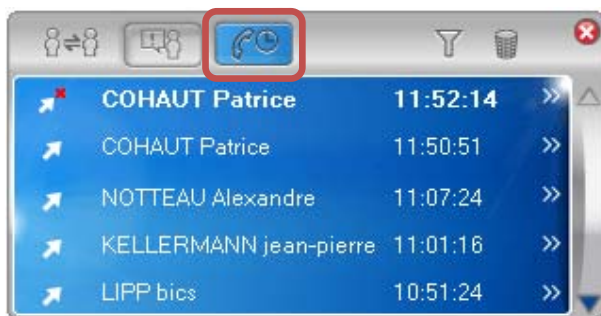 COHAUT Patrice 11:52:14 »
COHAUT Patrice 11:50:51 »
NOTTEAU Alexandre 11:07:24 »
KELLERMANN jean-pierre 11:01:16 »
LIPP bics 10:51:24 »